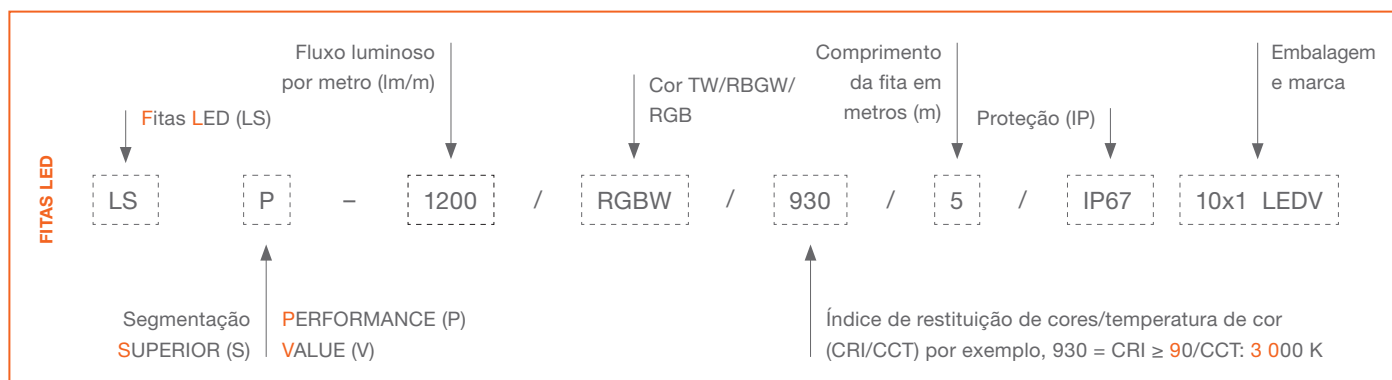 Fluxo luminoso
por metro (lm/m)
Comprimento
da fita em
metros (m)
Embalagem
e marca
Cor TW/RBGW/
RGB
Fitas LED (LS)
Proteção (IP)
FITAS LED
LS P – 1200 / RGBW / 930 / 5 / IP67 10x1 LEDV
Segmentação
SUPERIOR (S)
PERFORMANCE (P)
VALUE (V)
Índice de restituição de cores/temperatura de cor
(CRI/CCT) por exemplo, 930 = CRI ≥ 90/CCT: 3 000 K